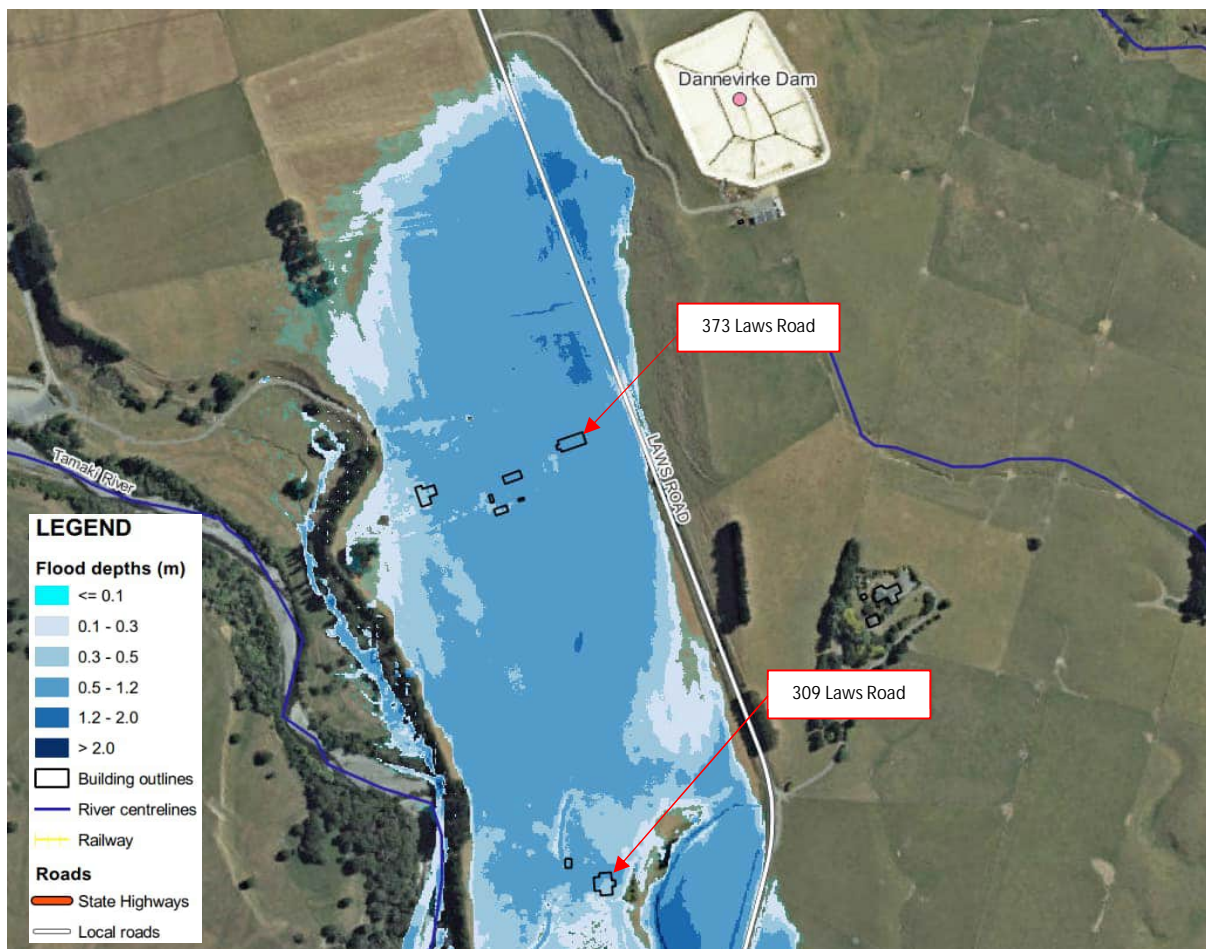 Dannevirke Dam
373 Laws Road
LAWS ROAD
Tamaki River
309 Laws Road
LEGEND
Flood depths (m)
<= 0.1
0.1 - 0.3
0.3 - 0.5
0.5 - 1.2
1.2 - 2.0
> 2.0
Building outlines
River centrelines
Railway
Roads
State Highways
Local roads